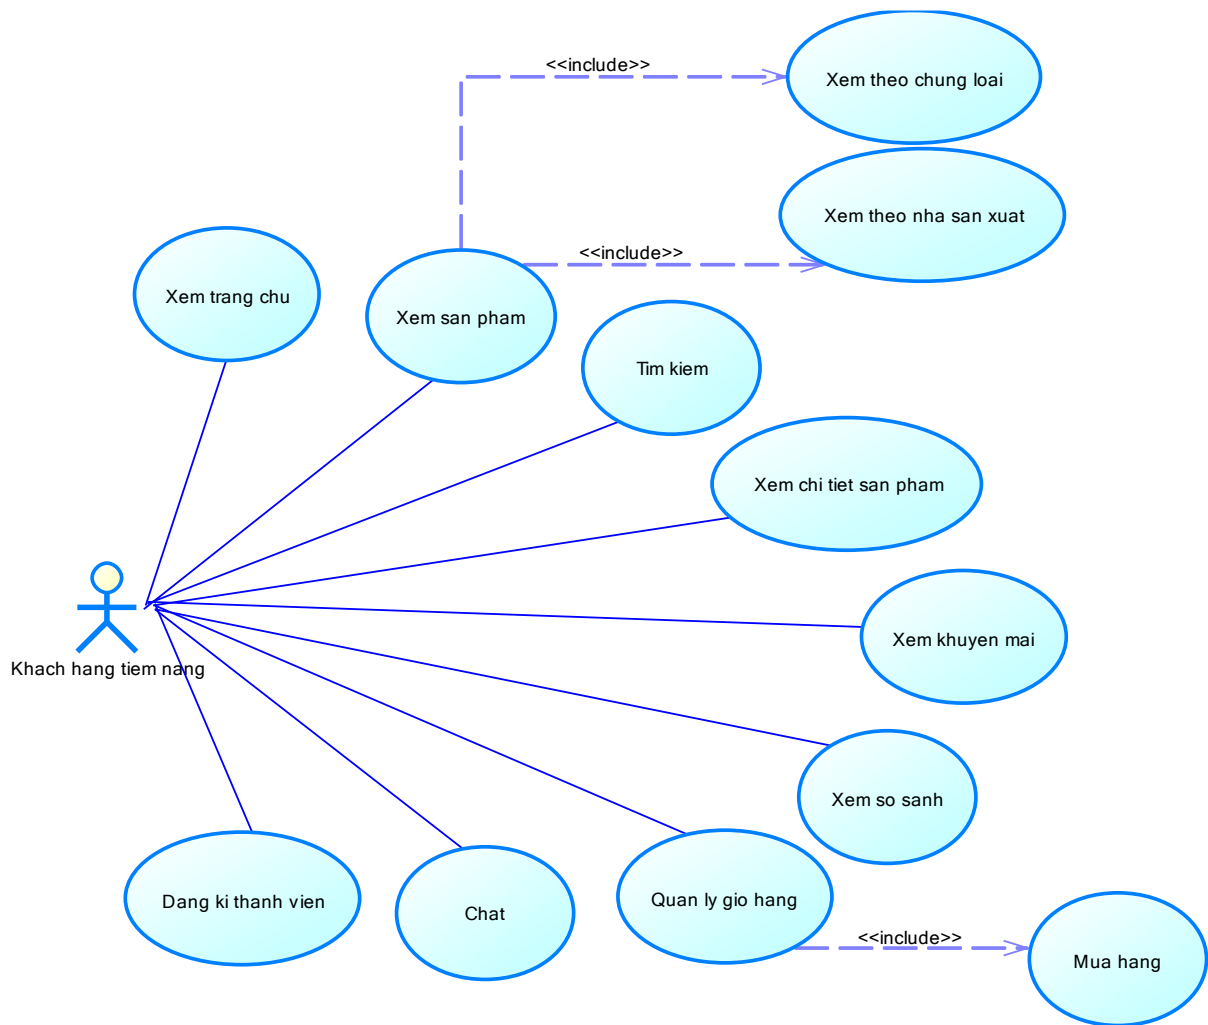 <<include>>
Xem theo chung loai
Xem theo nha san xuat
<<include>>
Xem trang chu
Xem san pham
Tim kiem
Xem chi tiet san pham
Xem khuyen mai
Khach hang tiem nang
Xem so sanh
Dang ki thanh vien
Chat
Quan ly gio hang
<<include>>
Mua hang